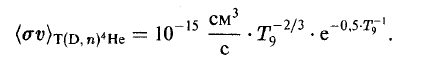 ⟨σv⟩_{T(D, n)⁴He} = 10⁻¹⁵ см³/с · T₉^{-2/3} · e^{-0,5·T₉⁻¹}.